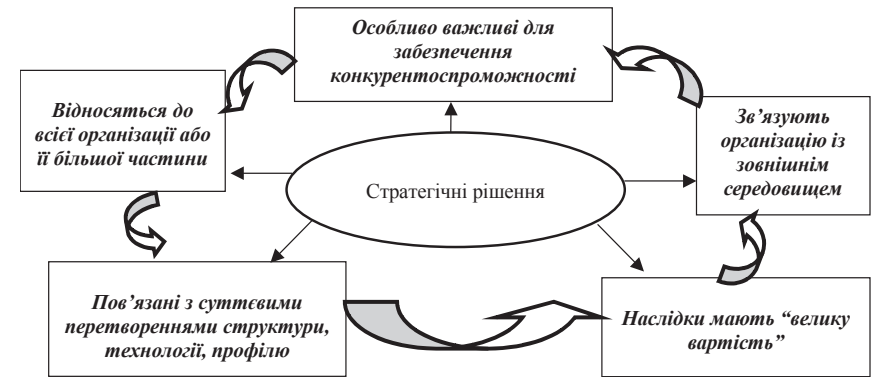 Особливо важливі для
забезпечення
конкурентоспроможності
Відносяться до
всієї організації або
її більшої частини
Зв’язують
організацію із
зовнішнім
середовищем
Стратегічні рішення
Пов’язані з суттєвими
перетвореннями структури,
технології, профілю
Наслідки мають “велику
вартість”